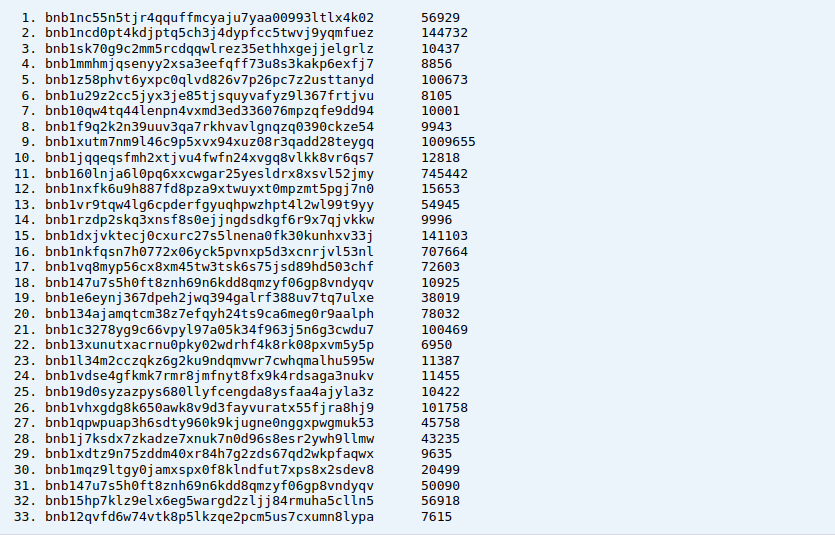 1. bnb1nc55n5tjr4qquffmcyaju7yaa00993ltlx4k02 56929
2. bnb1ncd0pt4kdjptq5ch3j4dypfcc5twvj9yqmfuez 144732
3. bnb1sk70g9c2mm5rcdqqwlrez35ethhxgejjelgrlz 10437
4. bnb1mmhmjqsenyy2xsa3eefqff73u8s3kakp6exfj7 8856
5. bnb1z58phvt6yxpc0qlvd826v7p26pc7z2usttanyd 100673
6. bnb1u29z2cc5jyx3je85tjsquyvafyz9l367frtjvu 8105
7. bnb10qw4tq44lenpn4vxmd3ed336076mpzqfe9dd94 10001
8. bnb1f9q2k2n39uuv3qa7rkhvavlgnqzq0390ckze54 9943
9. bnb1xutm7nm9l46c9p5xvx94xuz08r3qadd28teygq 1009655
10. bnb1jqqeqsfmh2xtjvu4fwfn24xvgq8vlkk8vr6qs7 12818
11. bnb160lnja6l0pq6xxcwgar25yesldrx8xsvl52jmy 745442
12. bnb1nxfk6u9h887fd8pza9xtwuyxt0mpzmt5pgj7n0 15653
13. bnb1vr9tqw4lg6cpderfgyuqhpwzhpt4l2wl99t9yy 54945
14. bnb1rzdp2skq3xnsf8s0ejjngdsdkgf6r9x7qjvkkw 9996
15. bnb1dxjvktecj0cxurc27s5lnena0fk30kunhxv33j 141103
16. bnb1nkfqsn7h0772x06yck5pvnxp5d3xcnrjvl53nl 707664
17. bnb1vq8myp56cx8xm45tw3tsk6s75jsd89hd503chf 72603
18. bnb147u7s5h0ft8znh69n6kdd8qmzyf06gp8vndyqv 10925
19. bnb1e6eynj367dpeh2jwq394galrf388uv7tq7ulxe 38019
20. bnb134ajamqtcm38z7efqyh24ts9ca6meg0r9aalph 78032
21. bnb1c3278yg9c66vpyl97a05k34f963j5n6g3cwdu7 100469
22. bnb13xunutxacrnu0pky02wdrhf4k8rk08pxvm5y5p 6950
23. bnb1l34m2cczqkz6g2ku9ndqmvwr7cwhqmalhu595w 11387
24. bnb1vdse4gfkmk7rmr8jmfnyt8fx9k4rdsaga3nukv 11455
25. bnb19d0syzazpys680llyfcengda8ysfaa4ajyla3z 10422
26. bnb1vhxgdg8k650awk8v9d3fayvuratx55fjra8hj9 101758
27. bnb1qpwpuap3h6sdty960k9kjugne0nggxpwgmuk53 45758
28. bnb1j7ksdx7zkadze7xnuk7n0d96s8esr2ywh9llmw 43235
29. bnb1xdtz9n75zddm40xr84h7g2zds67qd2wkpfaqwx 9635
30. bnb1mqz9ltgy0jamxspx0f8klndfut7xps8x2sdev8 20499
31. bnb147u7s5h0ft8znh69n6kdd8qmzyf06gp8vndyqv 50090
32. bnb15hp7klz9elx6eg5wargd2zljj84rmuha5clln5 56918
33. bnb12qvfd6w74vtk8p5lkzqe2pcm5us7cxumn8lypa 7615